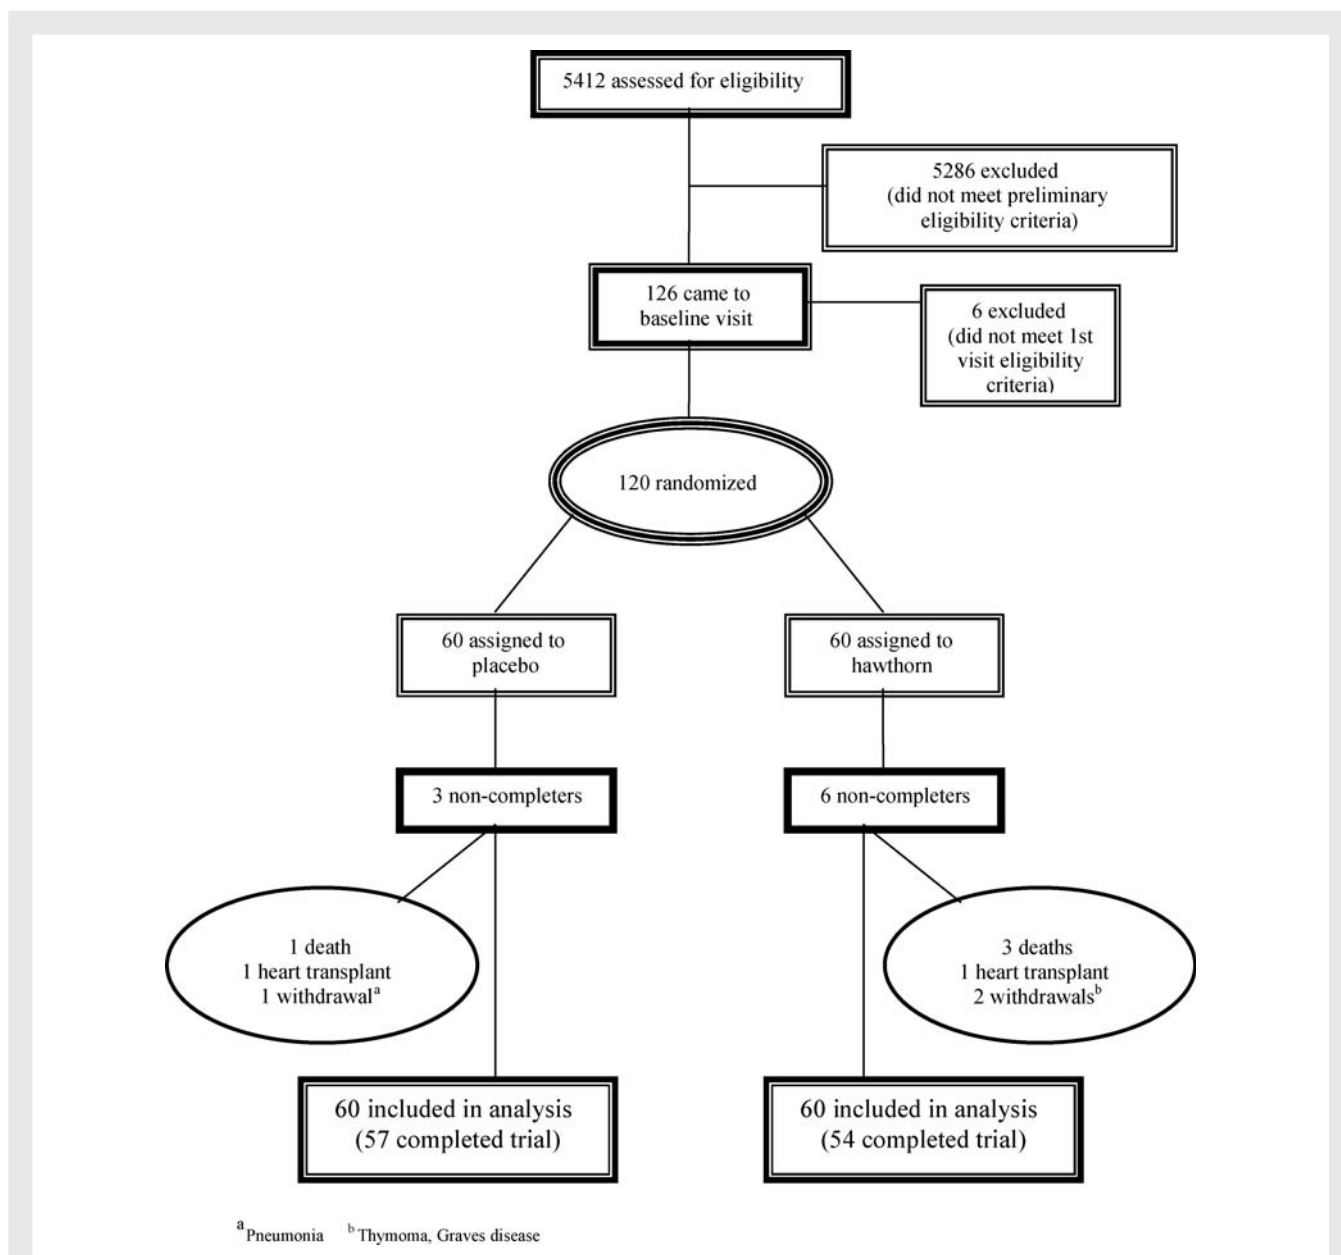 5412 assessed for eligibility
5286 excluded
(did not meet preliminary
eligibility criteria)
126 came to
baseline visit
6 excluded
(did not meet 1st
visit eligibility
criteria)
120 randomized
60 assigned to
placebo
60 assigned to
hawthorn
3 non-completers
6 non-completers
1 death
1 heart transplant
1 withdrawalᵃ
3 deaths
1 heart transplant
2 withdrawalsᵇ
60 included in analysis
(57 completed trial)
60 included in analysis
(54 completed trial)
ᵃPneumonia ᵇThymoma, Graves disease